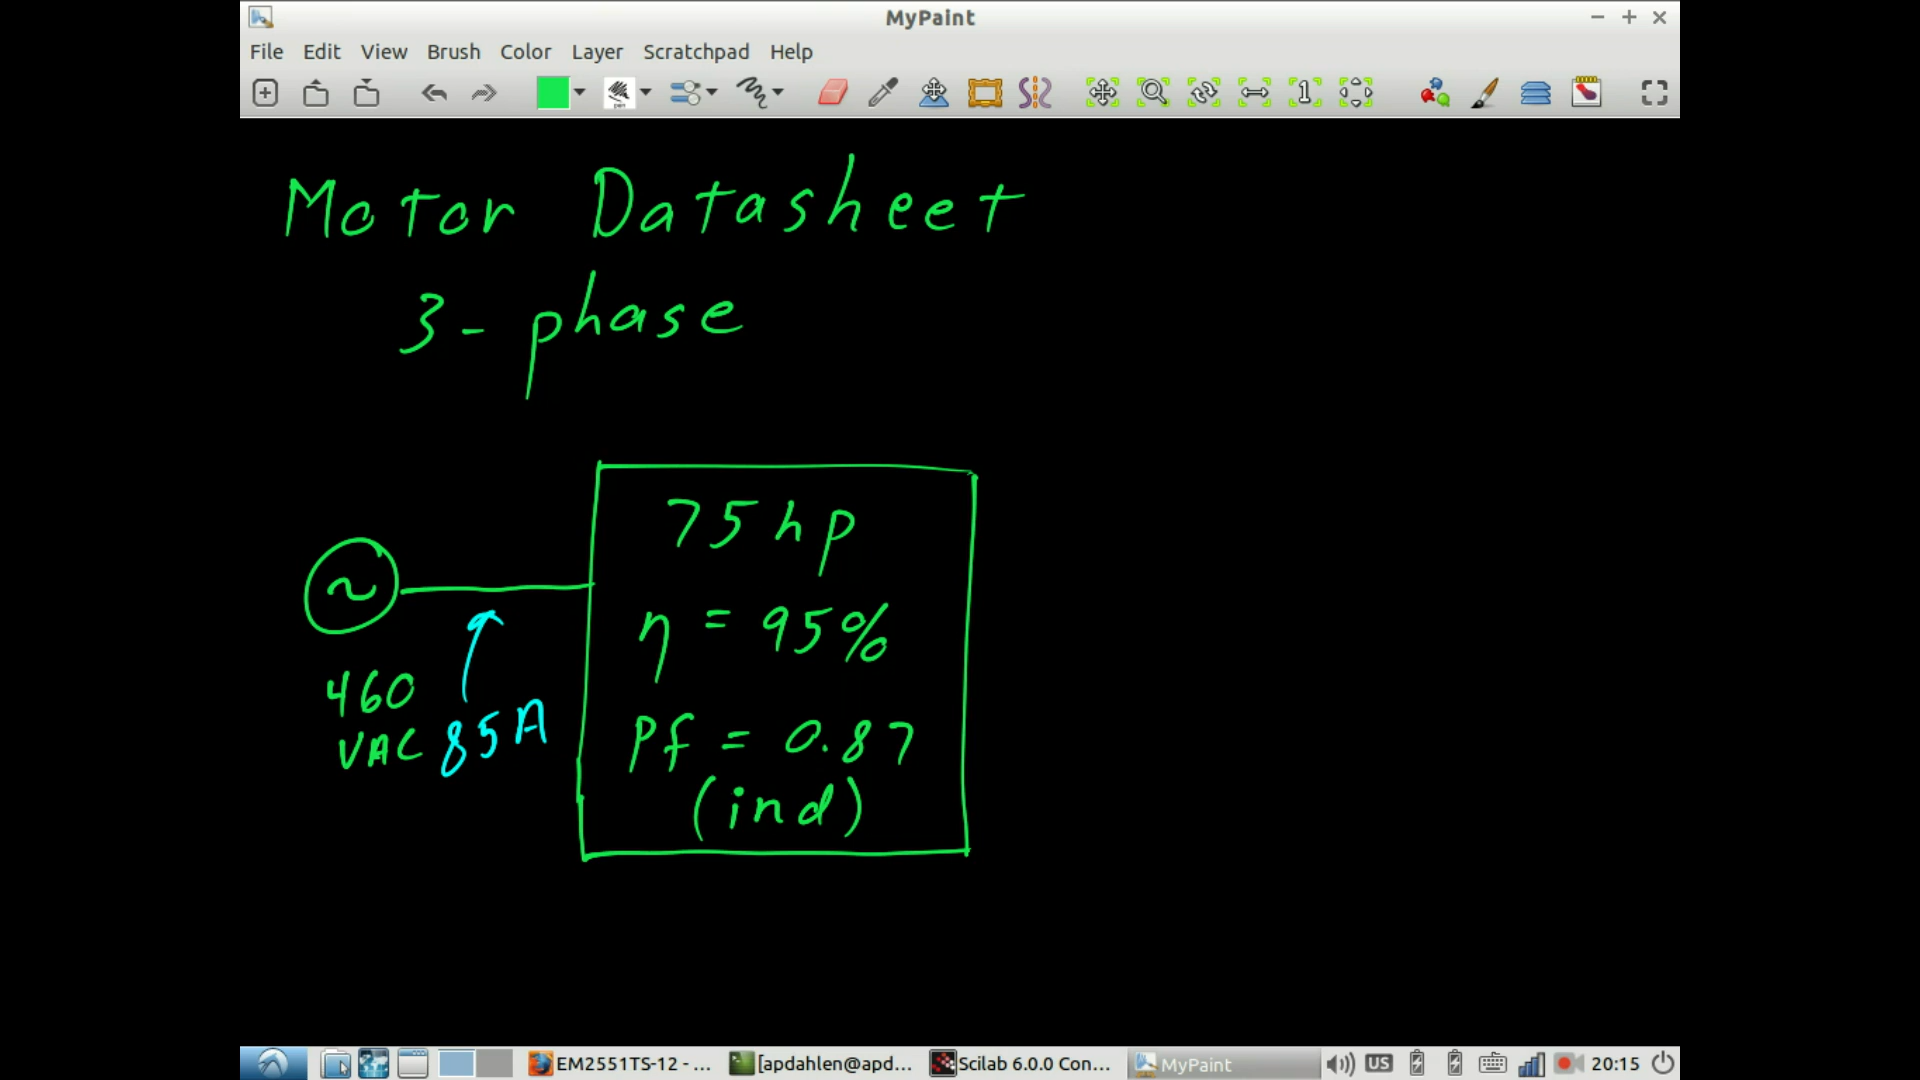 MyPaint
File Edit View Brush Color Layer Scratchpad Help
1
Motor Datasheet
3-phase
75hp
~
η = 95%
460
VAC
85A
Pf = 0.87
(ind)
EM2551TS-12 - ...
[apdahlen@apd...
Scilab 6.0.0 Con...
MyPaint
US
20:15